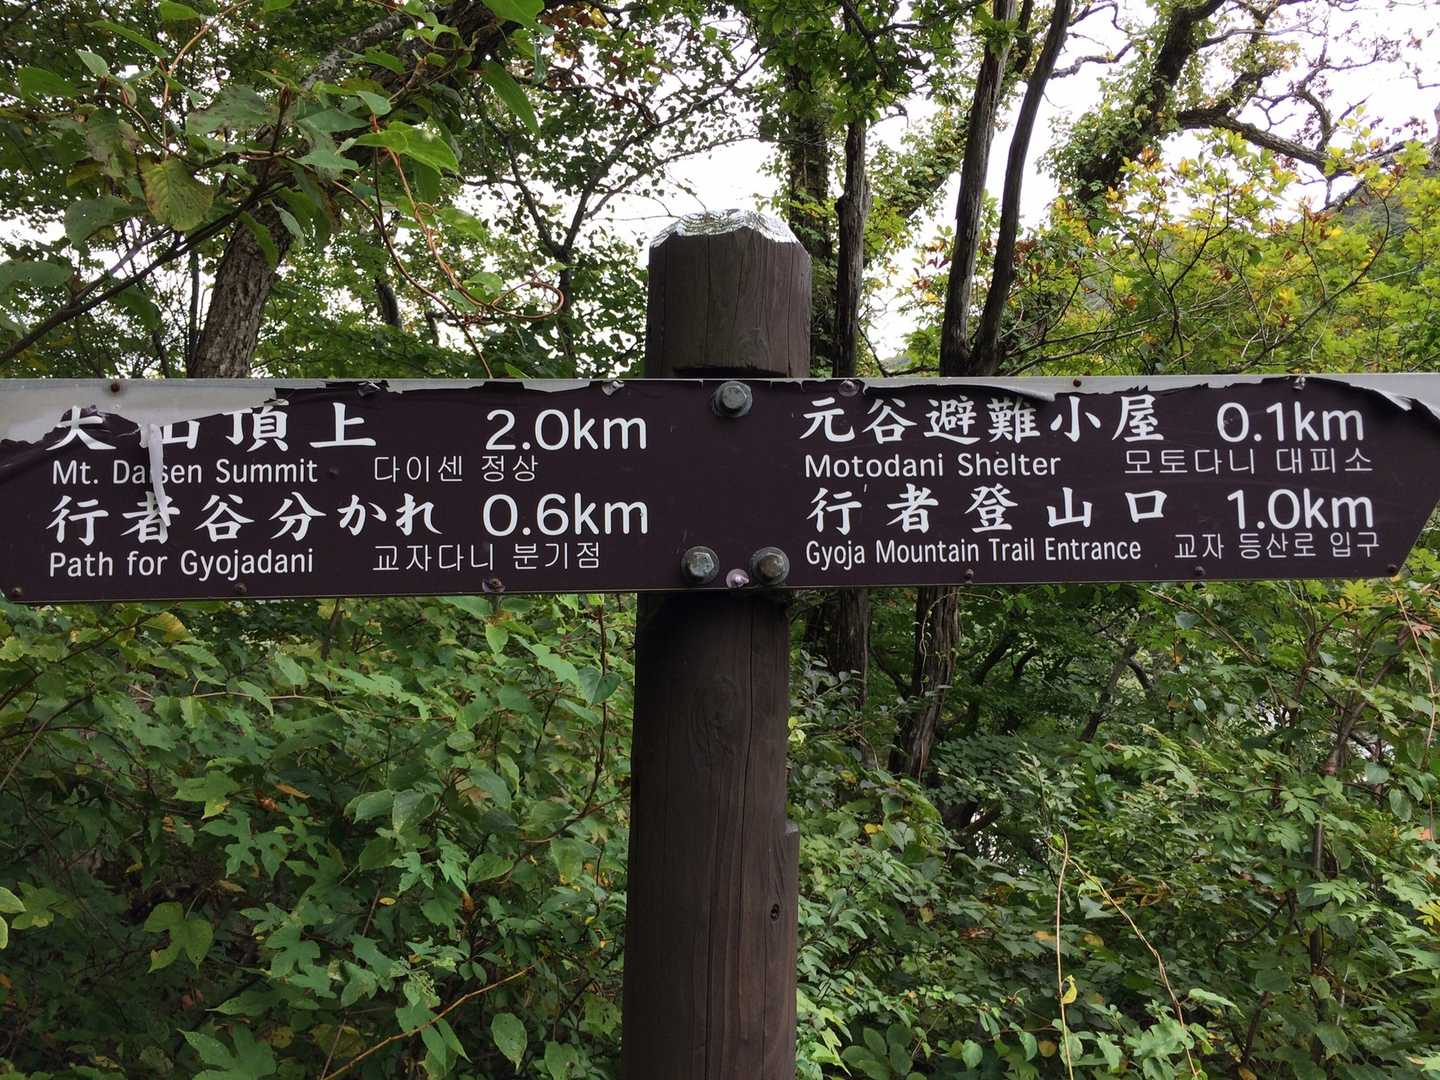 大山頂上 2.0km
Mt. Daisen Summit 다이센 정상
行者谷分かれ 0.6km
Path for Gyojadani 교자다니 분기점
元谷避難小屋 0.1km
Motodani Shelter 모토다니 대피소
行者登山口 1.0km
Gyoja Mountain Trail Entrance 교자 등산로 입구